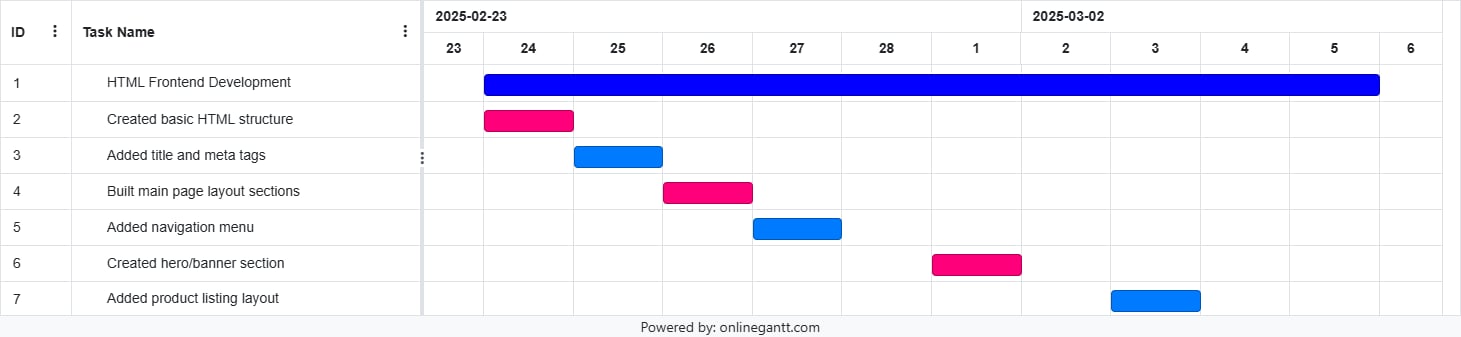 ID Task Name 2025-02-23 2025-03-02
23 24 25 26 27 28 1 2 3 4 5 6
1 HTML Frontend Development
2 Created basic HTML structure
3 Added title and meta tags
4 Built main page layout sections
5 Added navigation menu
6 Created hero/banner section
7 Added product listing layout
Powered by: onlinegantt.com